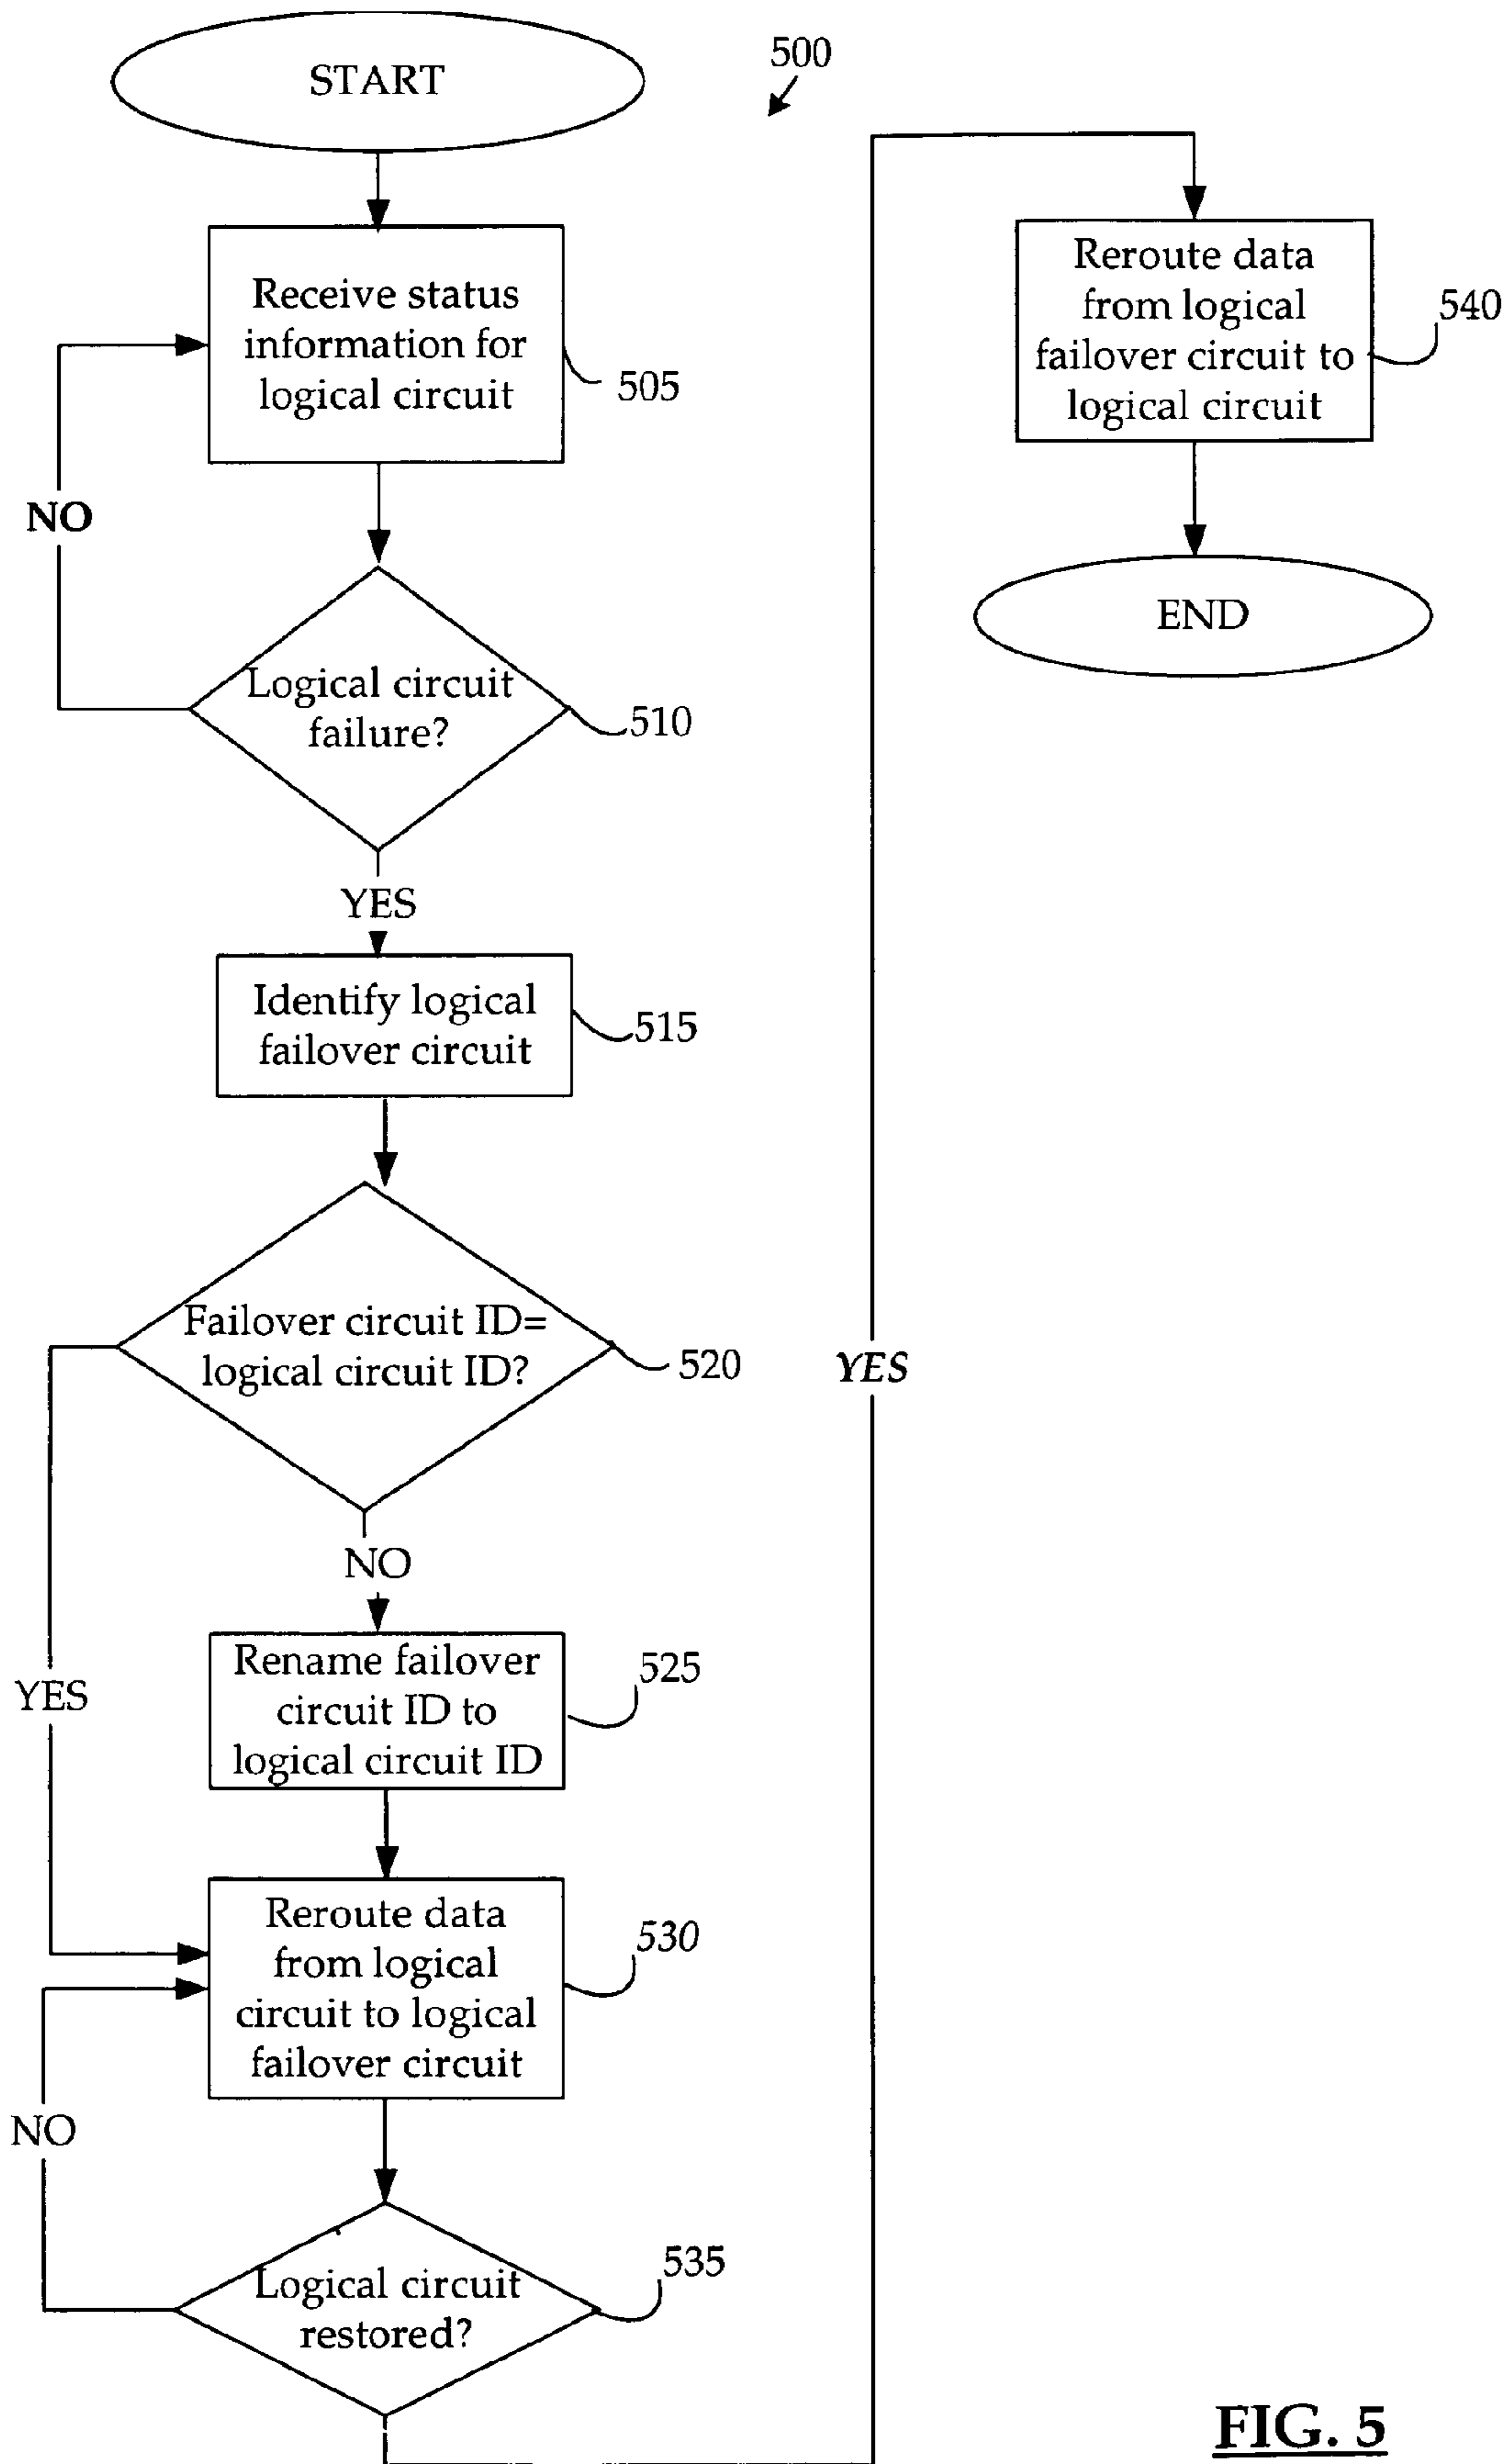 START
500
Receive status
information for
logical circuit
505
NO
Logical circuit
failure?
510
YES
Identify logical
failover circuit
515
Failover circuit ID=
logical circuit ID?
520
NO
YES
Rename failover
circuit ID to
logical circuit ID
525
Reroute data
from logical
circuit to logical
failover circuit
530
NO
Logical circuit
restored?
535
YES
Reroute data
from logical
failover circuit to
logical circuit
540
END
FIG. 5